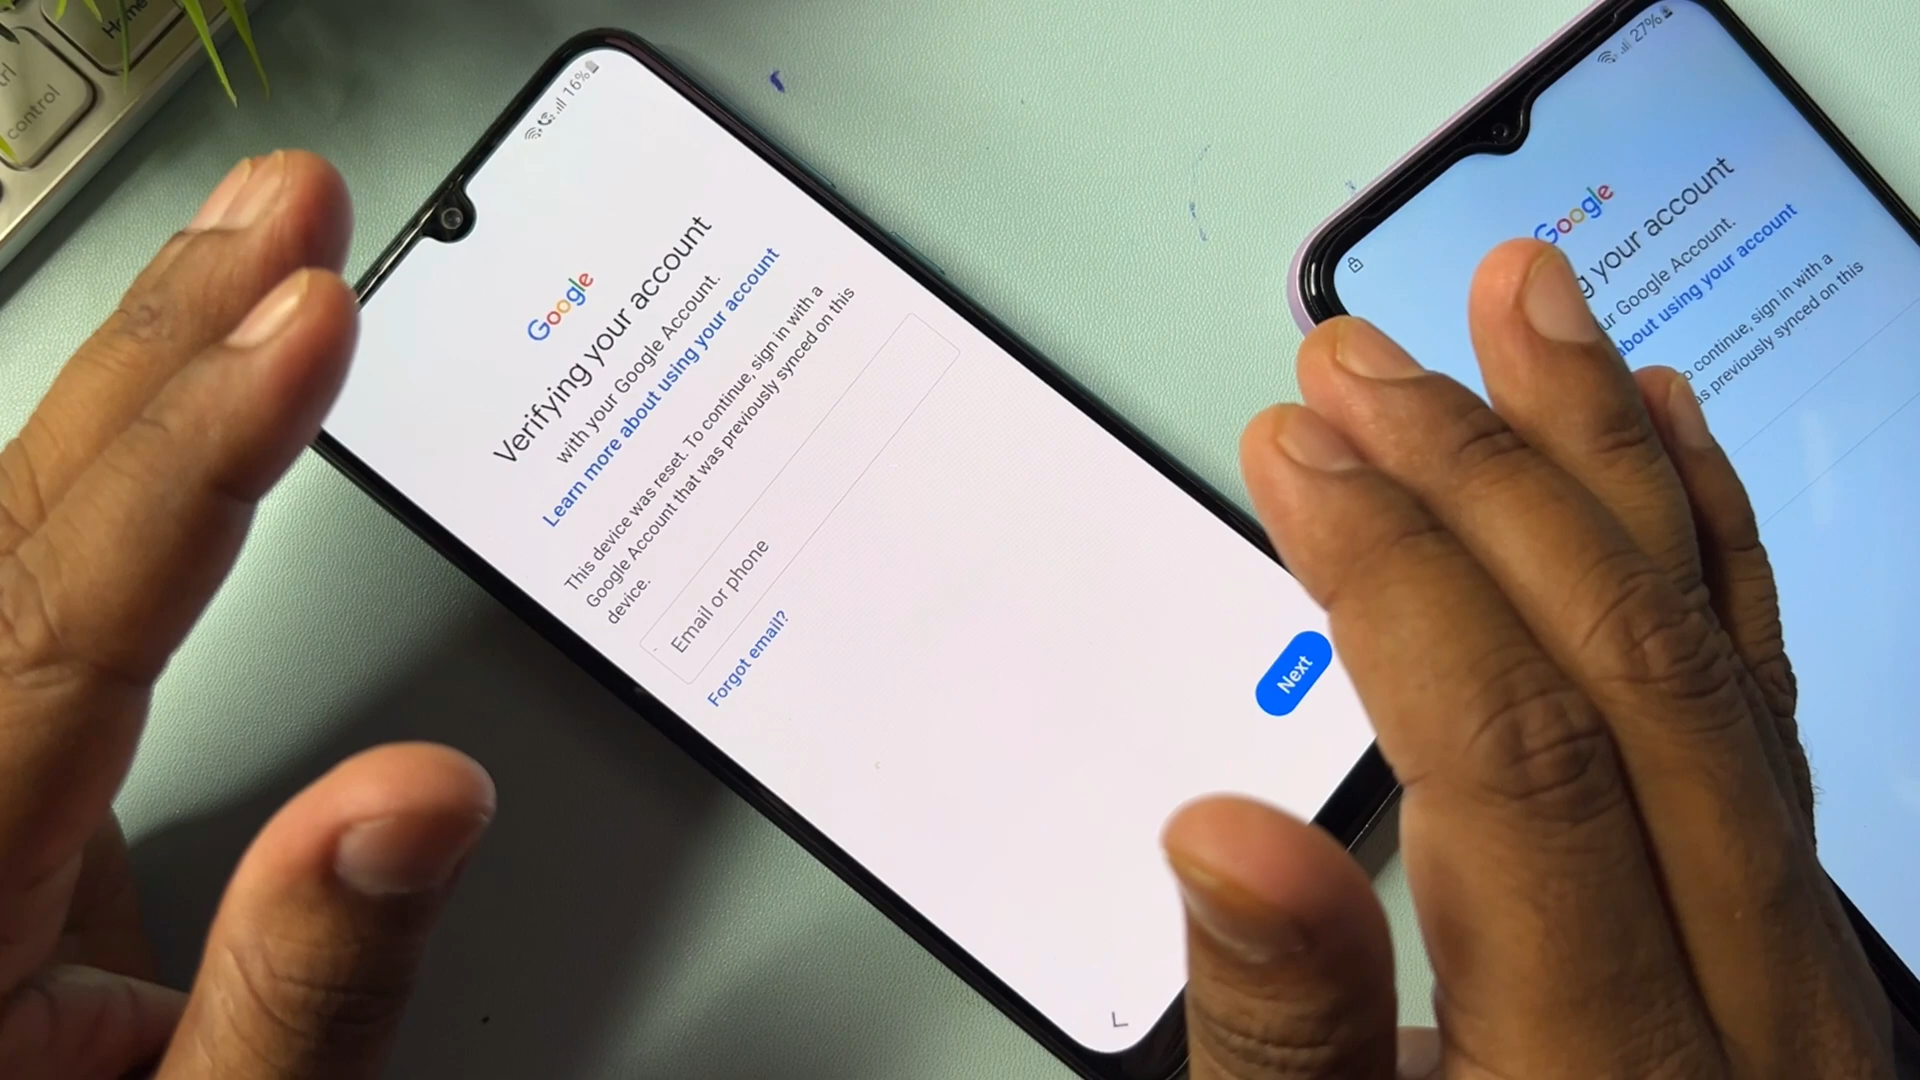 Home
control
16%
Google
Verifying your account
with your Google Account.
Learn more about using your account
This device was reset. To continue, sign in with a
Google Account that was previously synced on this
device.
Email or phone
Forgot email?
Next
27%
Google
your account
Google Account.
about using your account
continue, sign in with a
previously synced on this